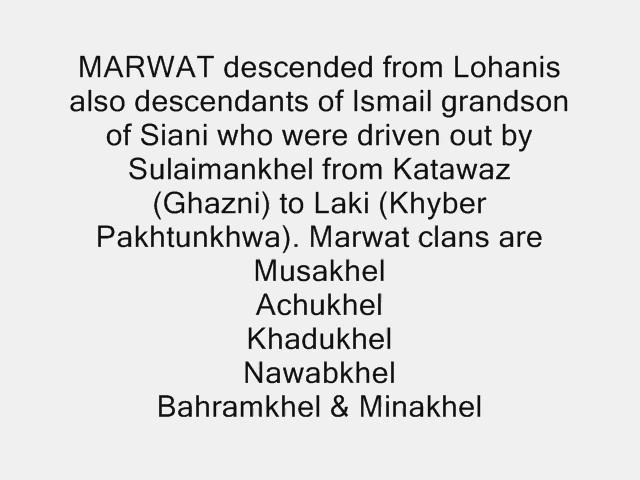 MARWAT descended from Lohanis
also descendants of Ismail grandson
of Siani who were driven out by
Sulaimankhel from Katawaz
(Ghazni) to Laki (Khyber
Pakhtunkhwa). Marwat clans are
Musakhel
Achukhel
Khadukhel
Nawabkhel
Bahramkhel & Minakhel